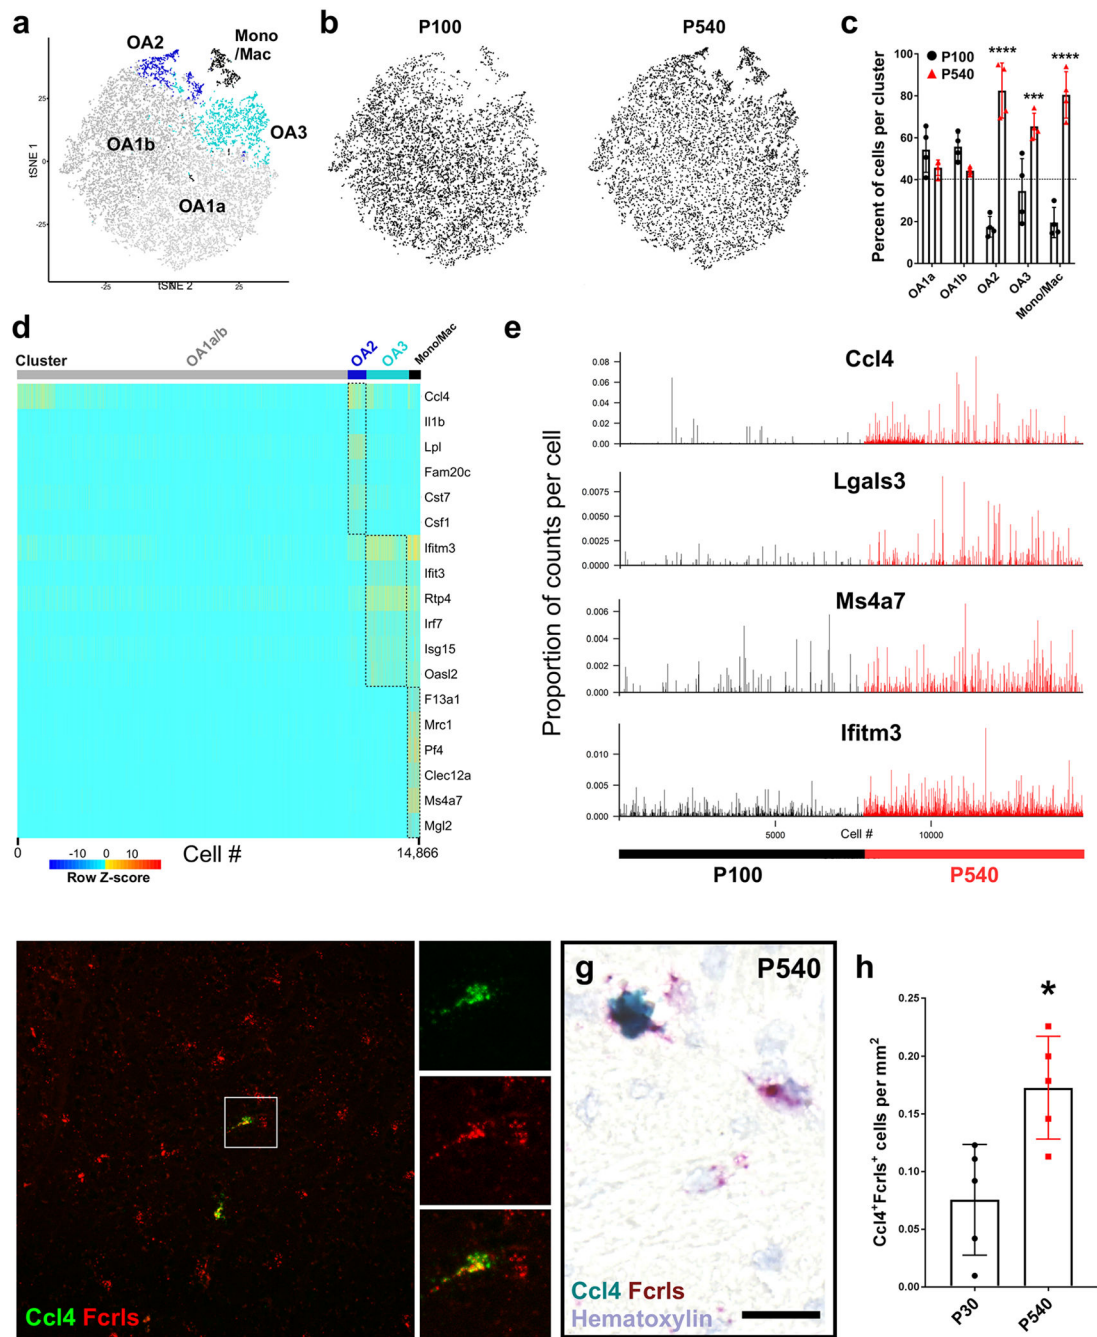 a
OA2
Mono
/Mac
OA3
OA1b
OA1a
tSNE 1
25
0
-25
-25
tSNE 2
25
b
P100
P540
c
P100
P540
****
***
****
Percent of cells per cluster
100
80
60
40
20
0
OA1a
OA1b
OA2
OA3
Mono/Mac
d
Cluster
OA1a/b
OA2
OA3
Mono/Mac
Ccl4
Il1b
Lpl
Fam20c
Cst7
Csf1
Ifitm3
Ifit3
Rtp4
Irf7
Isg15
Oasl2
F13a1
Mrc1
Pf4
Clec12a
Ms4a7
Mgl2
0
Cell #
14,866
-10 0 10
Row Z-score
e
Proportion of counts per cell
Ccl4
0.08
0.06
0.04
0.02
0.00
Lgals3
0.0075
0.0050
0.0025
0.0000
Ms4a7
0.006
0.004
0.002
0.000
Ifitm3
0.010
0.005
0.000
5000
Cell #
10000
P100
P540
Ccl4 Fcrls
g
P540
Ccl4 Fcrls
Hematoxylin
h
*
Ccl4+Fcrls+ cells per mm2
0.25
0.20
0.15
0.10
0.05
0.00
P30
P540